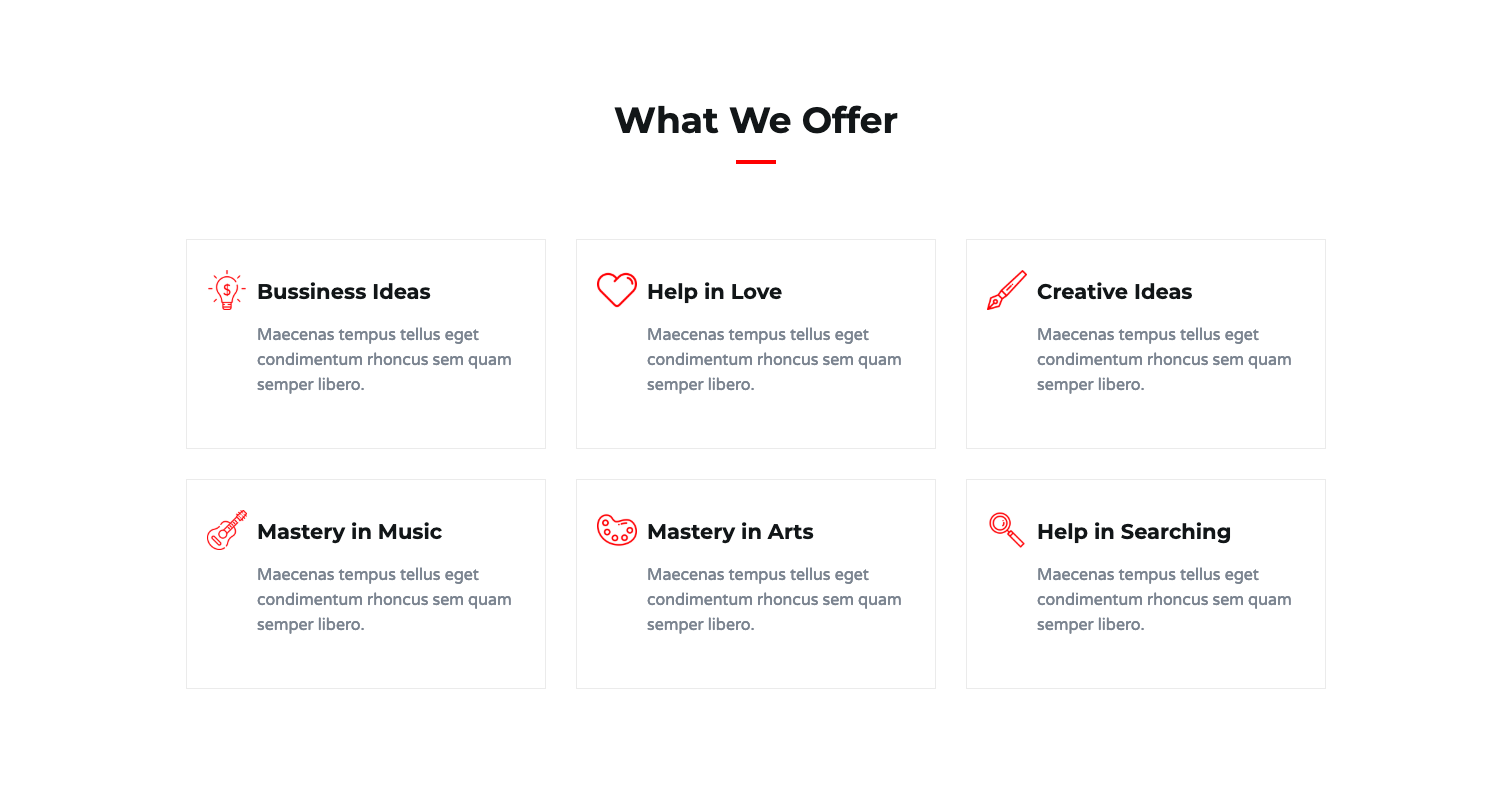 What We Offer
Bussiness Ideas
Maecenas tempus tellus eget
condimentum rhoncus sem quam
semper libero.
Help in Love
Maecenas tempus tellus eget
condimentum rhoncus sem quam
semper libero.
Creative Ideas
Maecenas tempus tellus eget
condimentum rhoncus sem quam
semper libero.
Mastery in Music
Maecenas tempus tellus eget
condimentum rhoncus sem quam
semper libero.
Mastery in Arts
Maecenas tempus tellus eget
condimentum rhoncus sem quam
semper libero.
Help in Searching
Maecenas tempus tellus eget
condimentum rhoncus sem quam
semper libero.